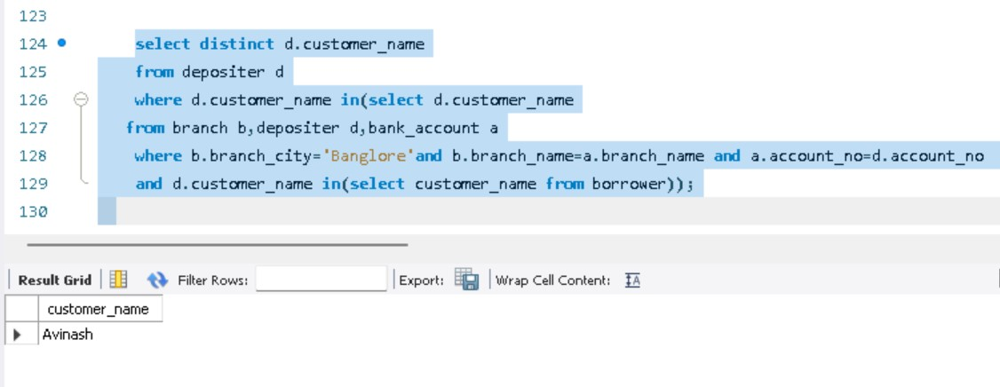 123
124 select distinct d.customer_name
125 from depositer d
126 where d.customer_name in(select d.customer_name
127 from branch b,depositer d,bank_account a
128 where b.branch_city='Banglore'and b.branch_name=a.branch_name and a.account_no=d.account_no
129 and d.customer_name in(select customer_name from borrower));
130
Result Grid Filter Rows: Export: Wrap Cell Content: IA
customer_name
Avinash